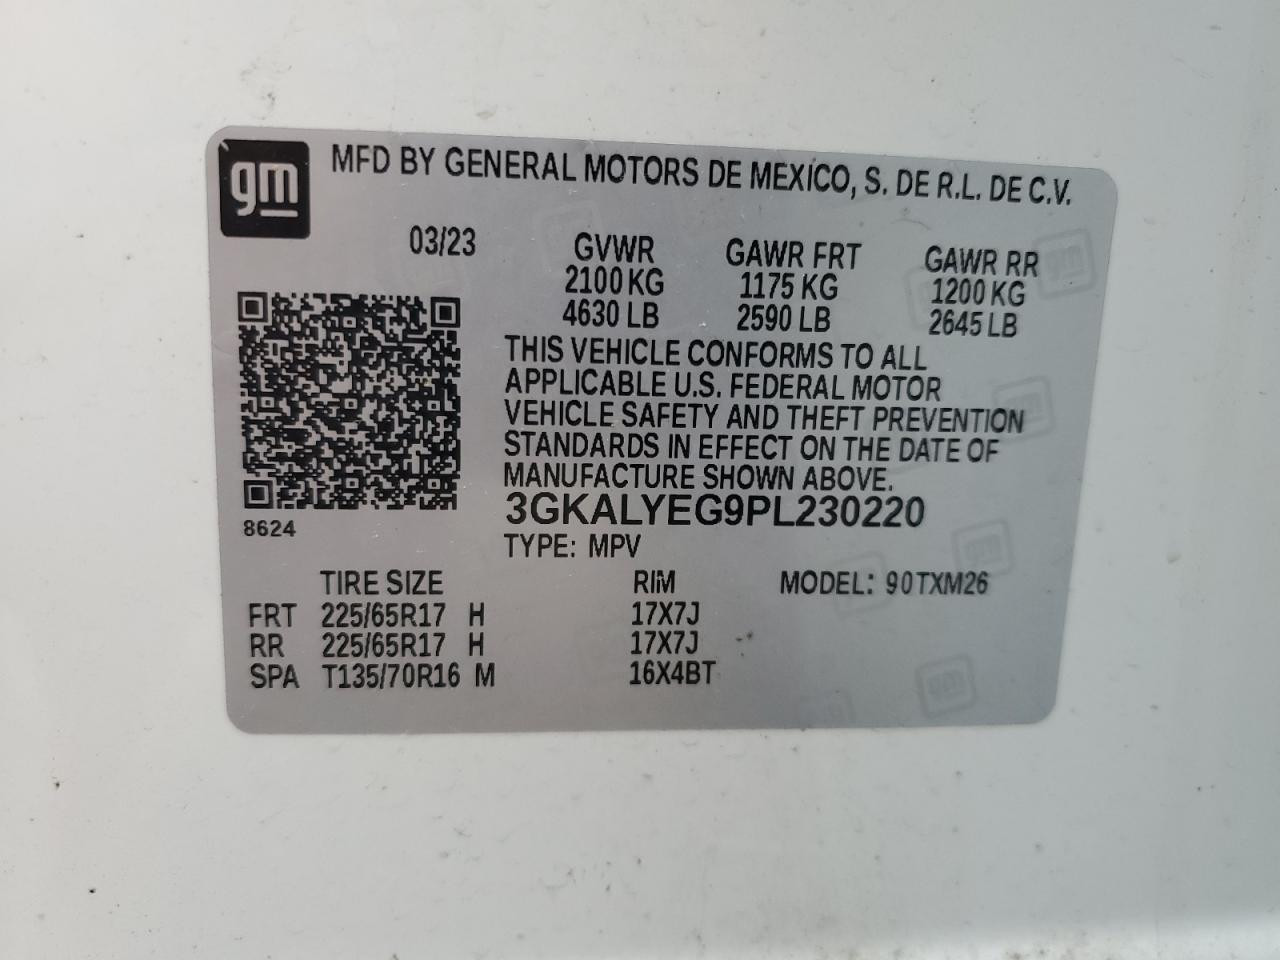 gm
MFD BY GENERAL MOTORS DE MEXICO, S. DE R.L. DE C.V.
03/23 GVWR GAWR FRT GAWR RR
2100 KG 1175 KG 1200 KG
4630 LB 2590 LB 2645 LB
THIS VEHICLE CONFORMS TO ALL
APPLICABLE U.S. FEDERAL MOTOR
VEHICLE SAFETY AND THEFT PREVENTION
STANDARDS IN EFFECT ON THE DATE OF
MANUFACTURE SHOWN ABOVE.
3GKALYEG9PL230220
8624
TYPE: MPV
TIRE SIZE RIM MODEL: 90TXM26
FRT 225/65R17 H 17X7J
RR 225/65R17 H 17X7J
SPA T135/70R16 M 16X4BT